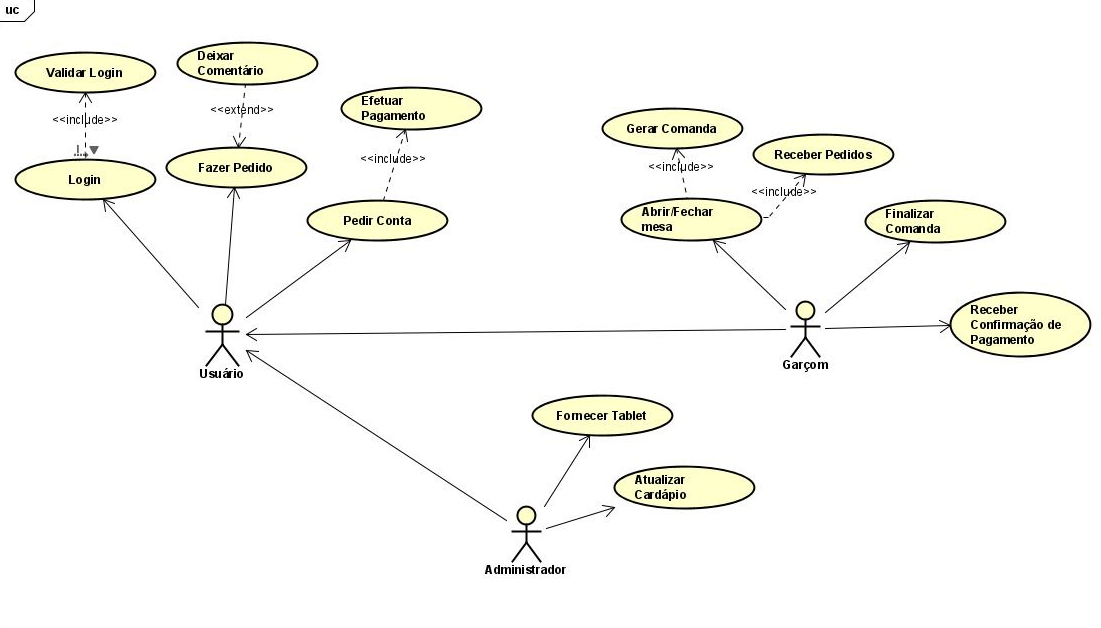 uc
Validar Login
<<include>>
Login
Deixar
Comentário
<<extend>>
Fazer Pedido
Efetuar
Pagamento
<<include>>
Pedir Conta
Gerar Comanda
<<include>>
Receber Pedidos
<<include>>
Abrir/Fechar
mesa
Finalizar
Comanda
Receber
Confirmação de
Pagamento
Usuário
Garçom
Fornecer Tablet
Atualizar
Cardápio
Administrador